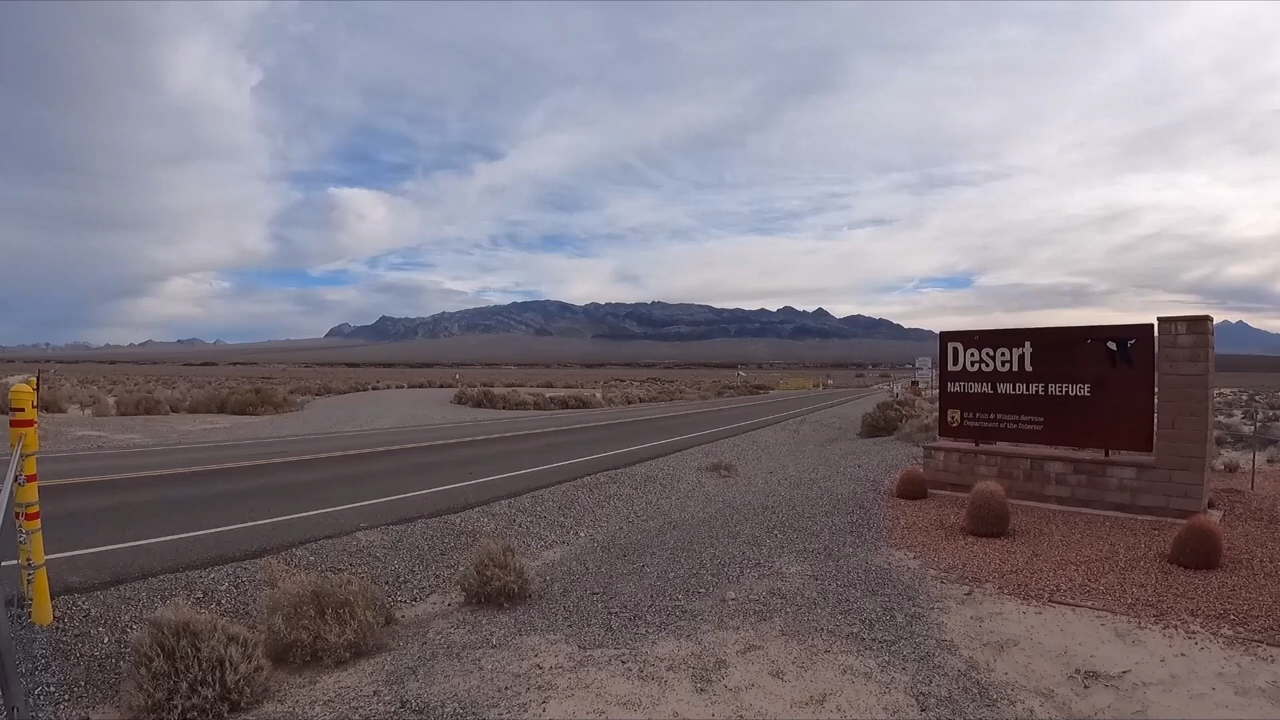 Desert
NATIONAL WILDLIFE REFUGE
U.S. Fish & Wildlife Service
Department of the Interior